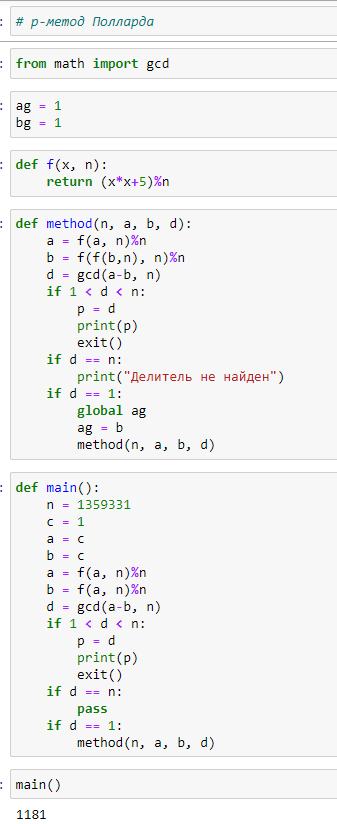 # p-метод Полларда
from math import gcd
ag = 1
bg = 1
def f(x, n):
    return (x*x+5)%n
def method(n, a, b, d):
    a = f(a, n)%n
    b = f(f(b,n), n)%n
    d = gcd(a-b, n)
    if 1 < d < n:
        p = d
        print(p)
        exit()
    if d == n:
        print("Делитель не найден")
    if d == 1:
        global ag
        ag = b
        method(n, a, b, d)
def main():
    n = 1359331
    c = 1
    a = c
    b = c
    a = f(a, n)%n
    b = f(a, n)%n
    d = gcd(a-b, n)
    if 1 < d < n:
        p = d
        print(p)
        exit()
    if d == n:
        pass
    if d == 1:
        method(n, a, b, d)
main()
1181